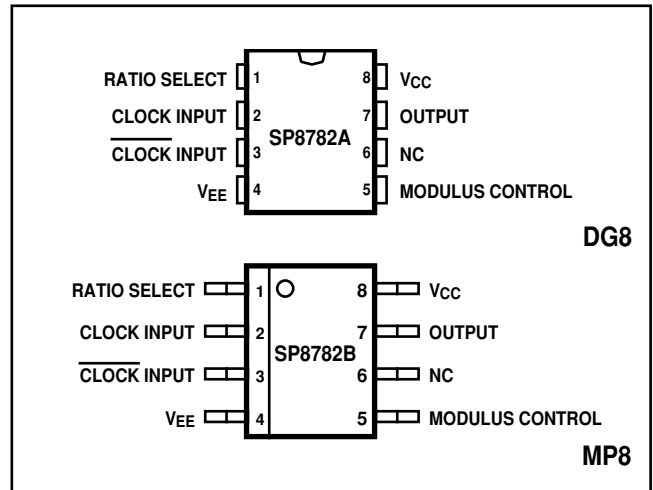 RATIO SELECT 1 8 VCC
CLOCK INPUT 2 7 OUTPUT
SP8782A
CLOCK INPUT 3 6 NC
VEE 4 5 MODULUS CONTROL
DG8
RATIO SELECT 1 8 VCC
CLOCK INPUT 2 7 OUTPUT
SP8782B
CLOCK INPUT 3 6 NC
VEE 4 5 MODULUS CONTROL
MP8